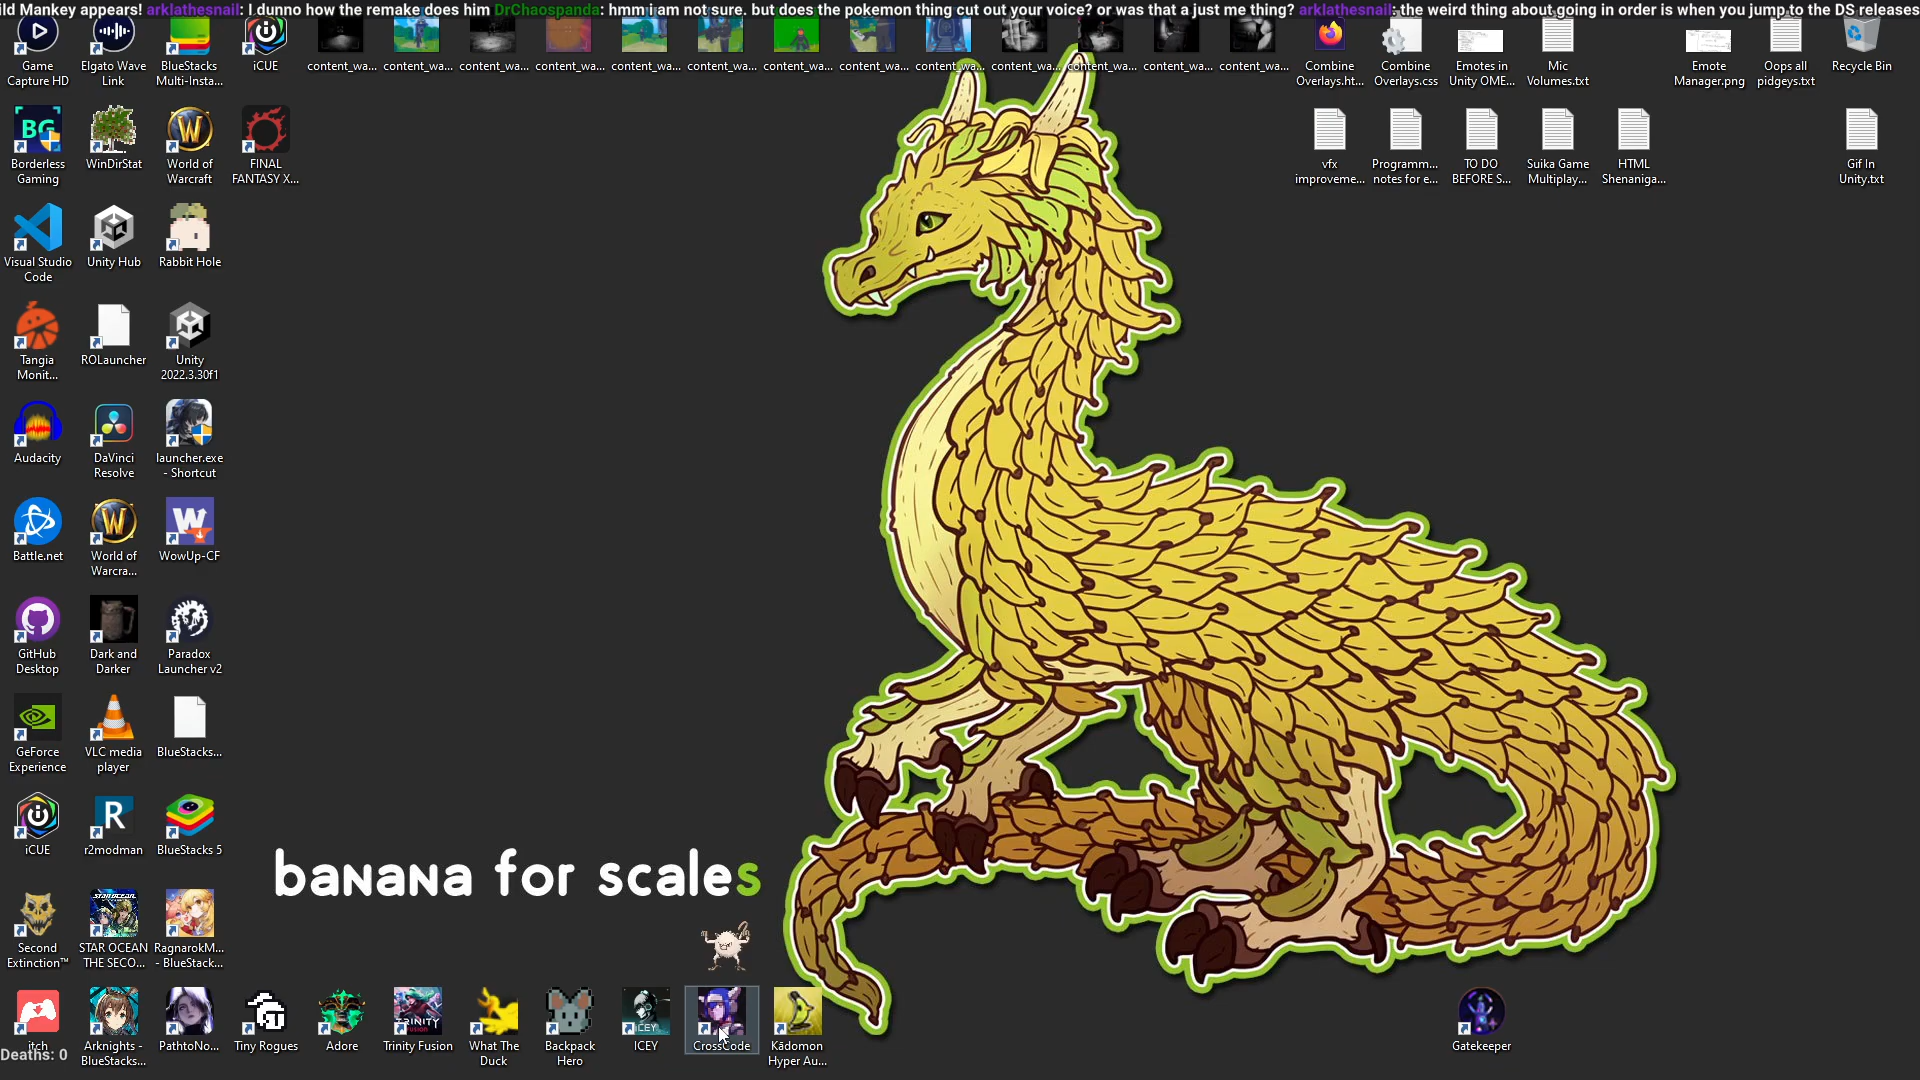 ild Mankey appears! arklathesnail: I dunno how the remake does him DrChaospanda: hmm i am not sure. but does the pokemon thing cut out your voice? or was that a just me thing? arklathesnail: the weird thing about going in order is when you jump to the DS releases
Game Capture HD
Elgato Wave Link
BlueStacks Multi-Insta...
iCUE
content_wa...
content_wa...
content_wa...
content_wa...
content_wa...
content_wa...
content_wa...
content_wa...
content_wa...
content_wa...
content_wa...
content_wa...
content_wa...
Combine Overlays.ht...
Combine Overlays.css
Emotes in Unity OME...
Mic Volumes.txt
Emote Manager.png
Oops all pidgeys.txt
Recycle Bin
Borderless Gaming
WinDirStat
World of Warcraft
FINAL FANTASY X...
vfx improveme...
Programm... notes for e...
TO DO BEFORE S...
Suika Game Multiplay...
HTML Shenaniga...
Gif In Unity.txt
Visual Studio Code
Unity Hub
Rabbit Hole
Tangia Monit...
ROLauncher
Unity 2022.3.30f1
Audacity
DaVinci Resolve
launcher.exe - Shortcut
Battle.net
World of Warcra...
WowUp-CF
GitHub Desktop
Dark and Darker
Paradox Launcher v2
GeForce Experience
VLC media player
BlueStacks...
iCUE
r2modman
BlueStacks 5
banana for scales
Second Extinction™
STAR OCEAN THE SECO...
RagnarokM... - BlueStack...
itch
Arknights - BlueStacks...
PathtoNo...
Tiny Rogues
Adore
Trinity Fusion
What The Duck
Backpack Hero
ICEY
CrossCode
Kādomon Hyper Au...
Gatekeeper
Deaths: 0